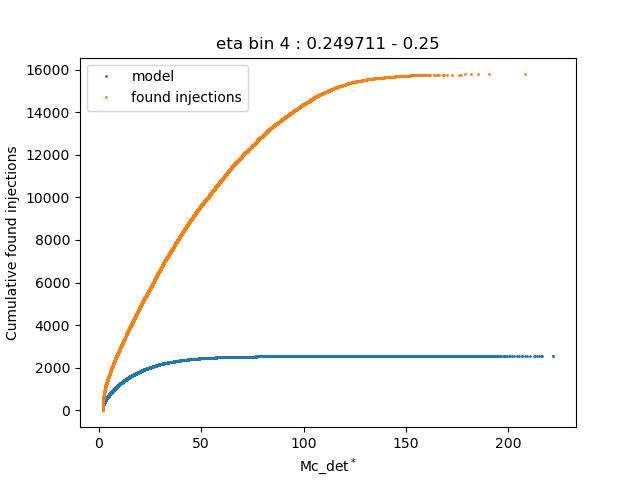 eta bin 4 : 0.249711 - 0.25
16000
14000
12000
10000
8000
6000
4000
2000
0
Cumulative found injections
model
found injections
0 50 100 150 200
Mc_det*